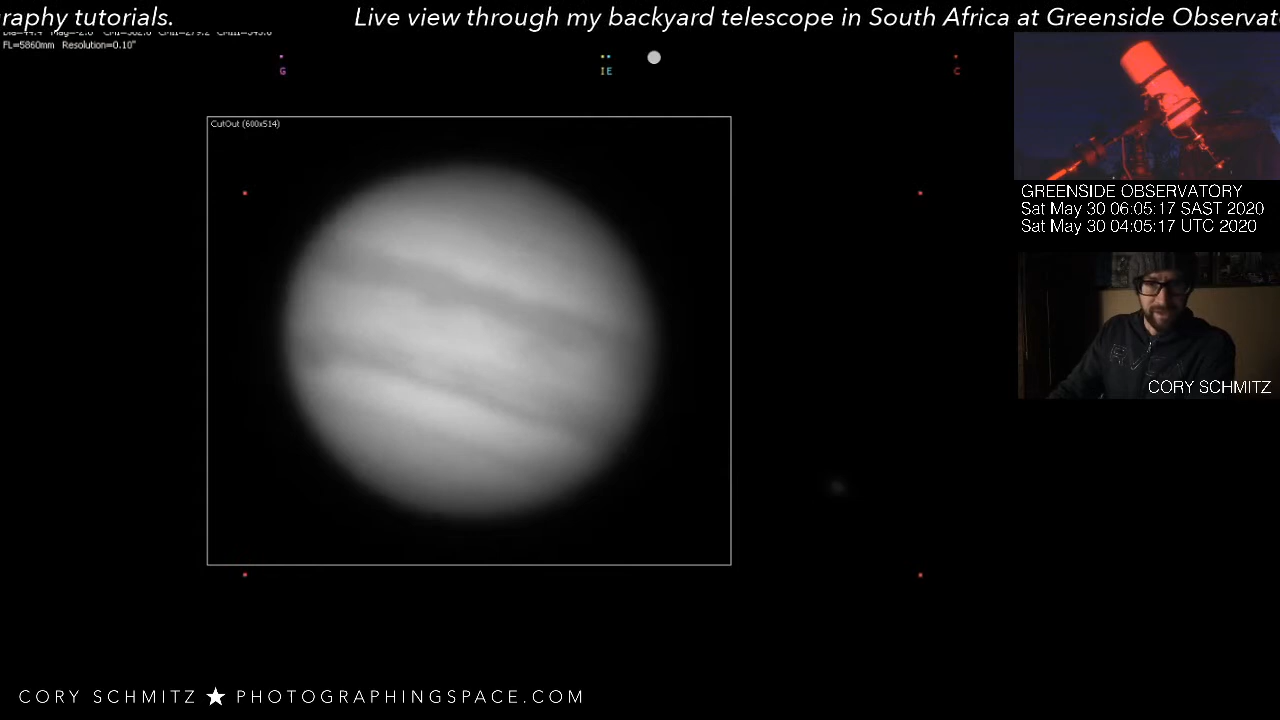 raphy tutorials. Live view through my backyard telescope in South Africa at Greenside Observat
FL=5860mm Resolution=0.10"
G IE C
CutOut (600x514)
GREENSIDE OBSERVATORY
Sat May 30 06:05:17 SAST 2020
Sat May 30 04:05:17 UTC 2020
CORY SCHMITZ
CORY SCHMITZ ★ PHOTOGRAPHINGSPACE.COM